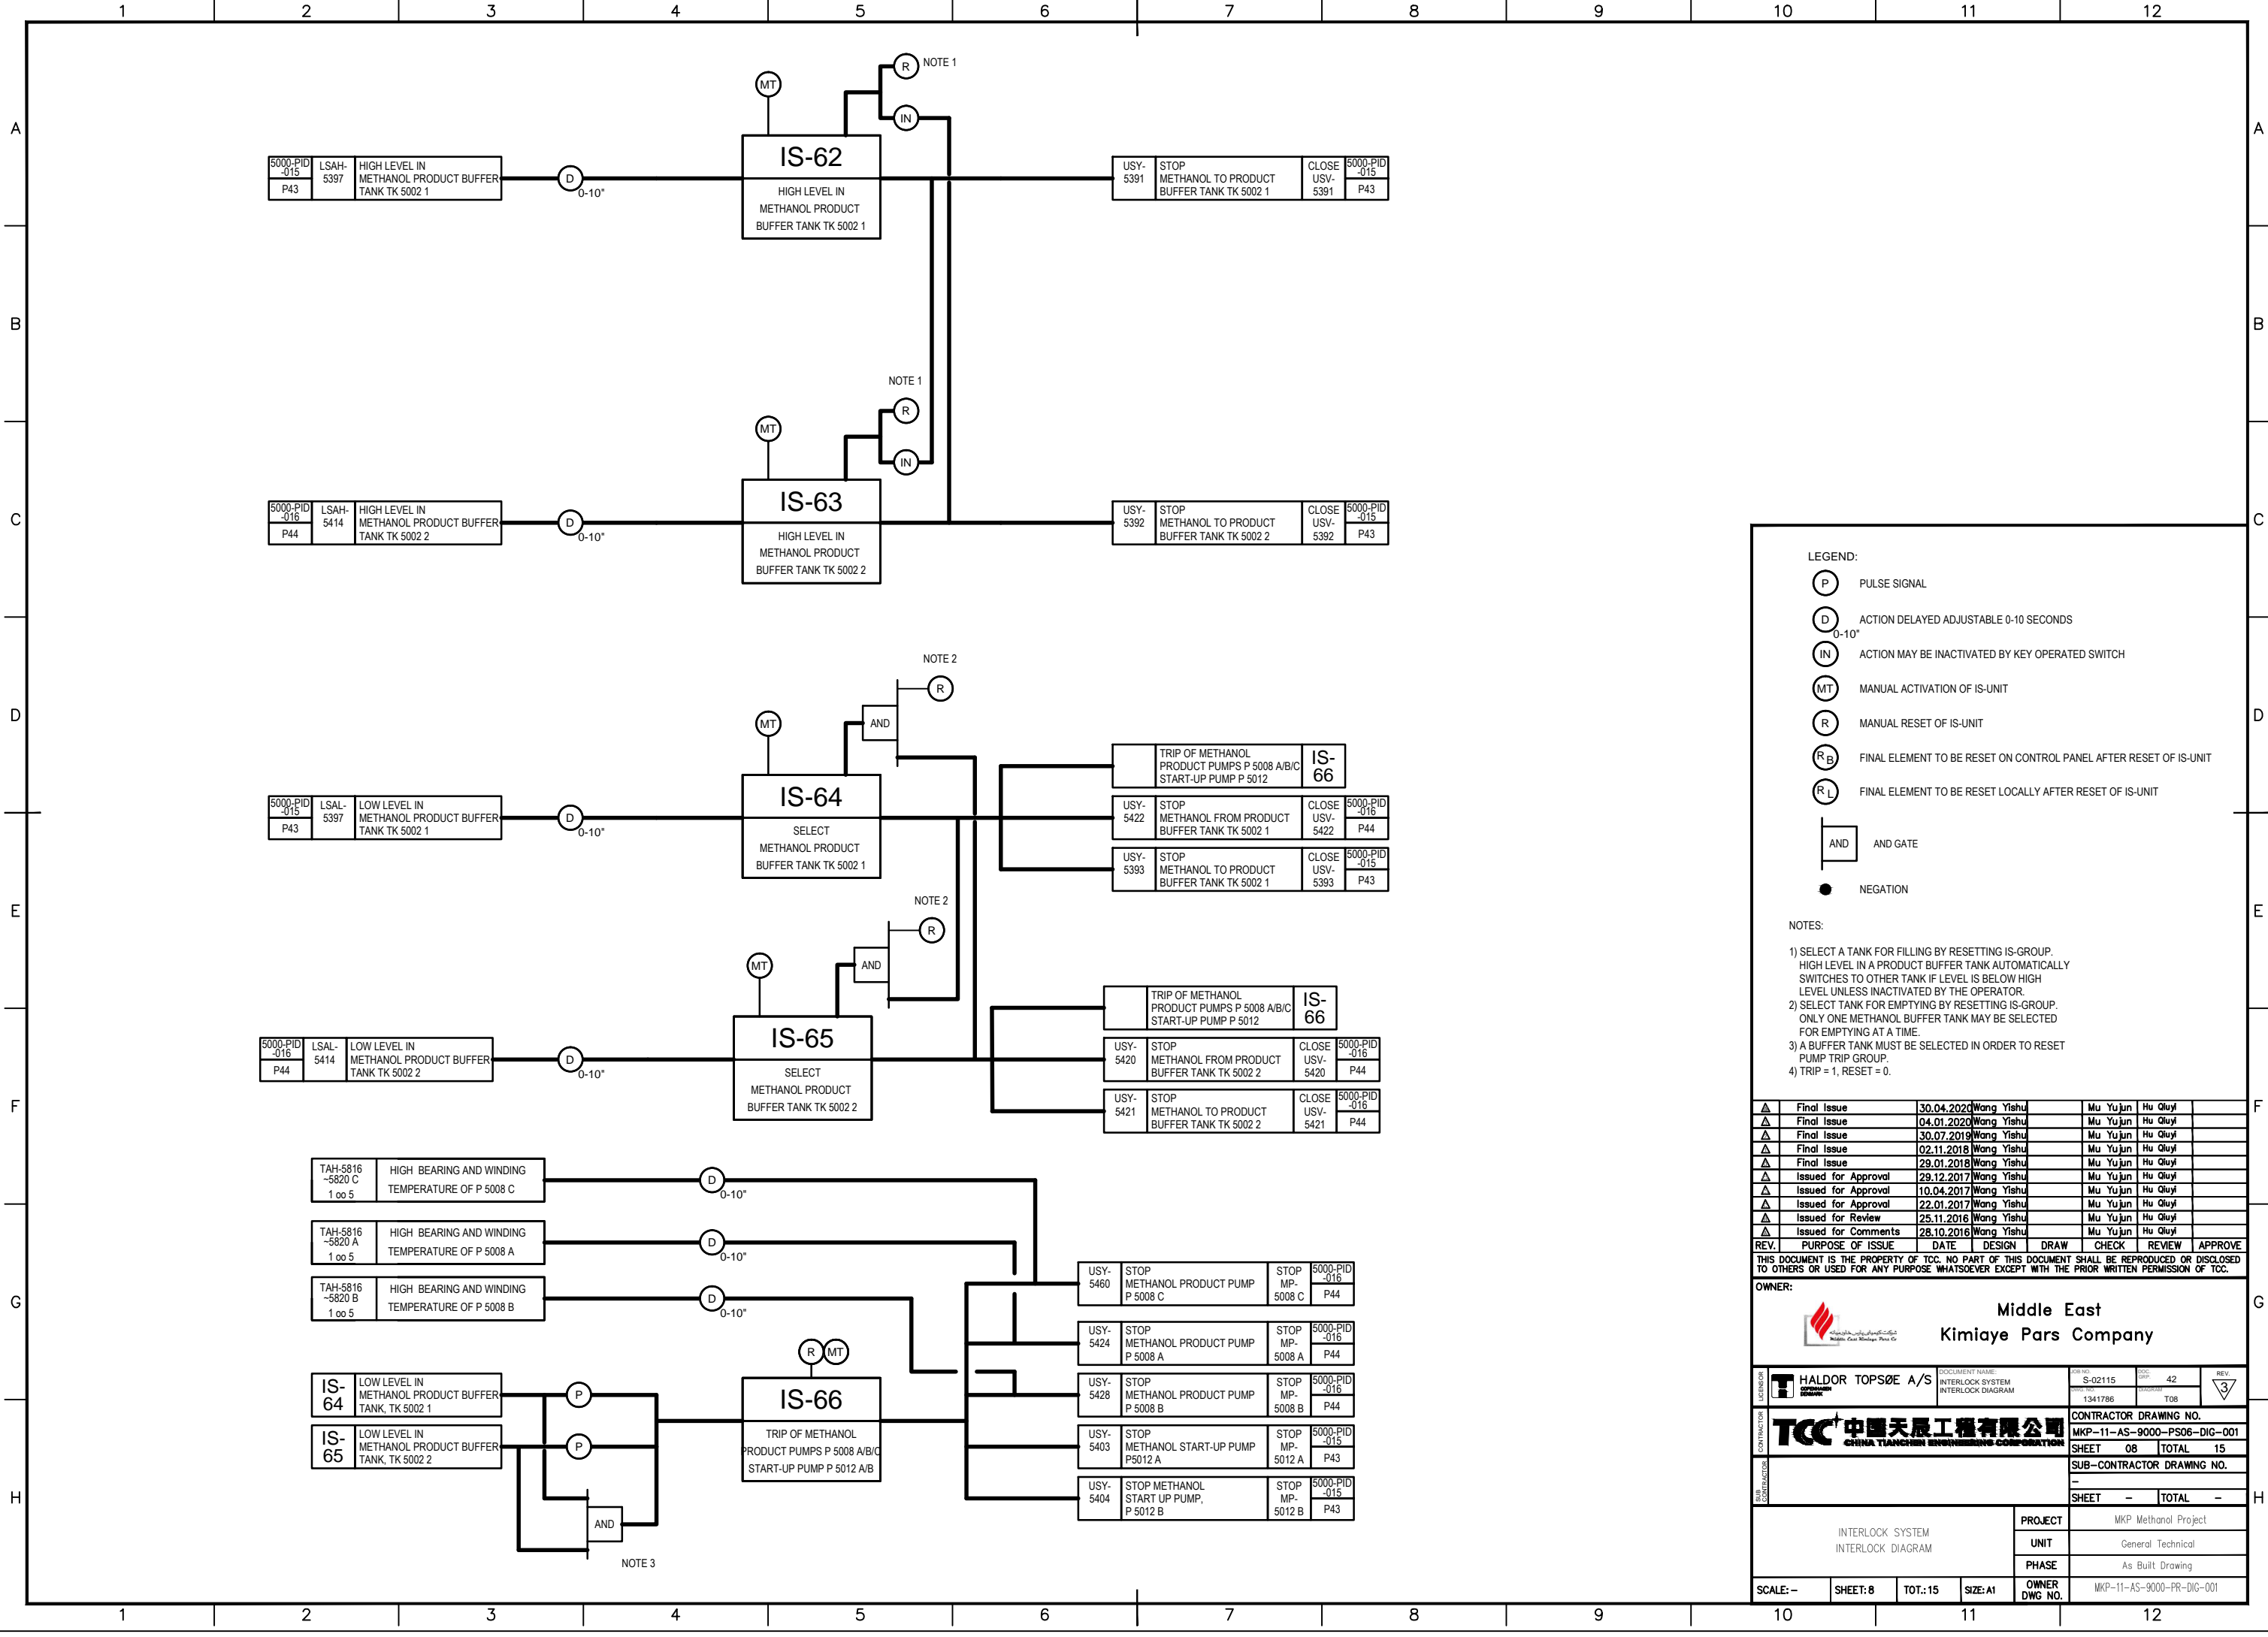 1 2 3 4 5 6 7 8 9 10 11 12
A
B
C
D
E
F
G
H
NOTE 1
R
MT
IN
5000-PID
-015
P43
LSAH-
5397
HIGH LEVEL IN
METHANOL PRODUCT BUFFER
TANK TK 5002 1
D
0-10"
IS-62
HIGH LEVEL IN
METHANOL PRODUCT
BUFFER TANK TK 5002 1
USY-
5391
STOP
METHANOL TO PRODUCT
BUFFER TANK TK 5002 1
CLOSE
USV-
5391
5000-PID
-015
P43
NOTE 1
R
MT
IN
5000-PID
-016
P44
LSAH-
5414
HIGH LEVEL IN
METHANOL PRODUCT BUFFER
TANK TK 5002 2
D
0-10"
IS-63
HIGH LEVEL IN
METHANOL PRODUCT
BUFFER TANK TK 5002 2
USY-
5392
STOP
METHANOL TO PRODUCT
BUFFER TANK TK 5002 2
CLOSE
USV-
5392
5000-PID
-015
P43
NOTE 2
R
MT
AND
5000-PID
-015
P43
LSAL-
5397
LOW LEVEL IN
METHANOL PRODUCT BUFFER
TANK TK 5002 1
D
0-10"
IS-64
SELECT
METHANOL PRODUCT
BUFFER TANK TK 5002 1
TRIP OF METHANOL
PRODUCT PUMPS P 5008 A/B/C
START-UP PUMP P 5012
IS-
66
USY-
5422
STOP
METHANOL FROM PRODUCT
BUFFER TANK TK 5002 1
CLOSE
USV-
5422
5000-PID
-016
P44
USY-
5393
STOP
METHANOL TO PRODUCT
BUFFER TANK TK 5002 1
CLOSE
USV-
5393
5000-PID
-015
P43
NOTE 2
R
MT
AND
5000-PID
-016
P44
LSAL-
5414
LOW LEVEL IN
METHANOL PRODUCT BUFFER
TANK TK 5002 2
D
0-10"
IS-65
SELECT
METHANOL PRODUCT
BUFFER TANK TK 5002 2
TRIP OF METHANOL
PRODUCT PUMPS P 5008 A/B/C
START-UP PUMP P 5012
IS-
66
USY-
5420
STOP
METHANOL FROM PRODUCT
BUFFER TANK TK 5002 2
CLOSE
USV-
5420
5000-PID
-016
P44
USY-
5421
STOP
METHANOL TO PRODUCT
BUFFER TANK TK 5002 2
CLOSE
USV-
5421
5000-PID
-016
P44
TAH-5816
~5820 C
1 oo 5
HIGH BEARING AND WINDING
TEMPERATURE OF P 5008 C
D
0-10"
TAH-5816
~5820 A
1 oo 5
HIGH BEARING AND WINDING
TEMPERATURE OF P 5008 A
D
0-10"
TAH-5816
~5820 B
1 oo 5
HIGH BEARING AND WINDING
TEMPERATURE OF P 5008 B
D
0-10"
IS-
64
LOW LEVEL IN
METHANOL PRODUCT BUFFER
TANK, TK 5002 1
P
IS-
65
LOW LEVEL IN
METHANOL PRODUCT BUFFER
TANK, TK 5002 2
P
AND
NOTE 3
R MT
IS-66
TRIP OF METHANOL
PRODUCT PUMPS P 5008 A/B/C
START-UP PUMP P 5012 A/B
USY-
5460
STOP
METHANOL PRODUCT PUMP
P 5008 C
STOP
MP-
5008 C
5000-PID
-016
P44
USY-
5424
STOP
METHANOL PRODUCT PUMP
P 5008 A
STOP
MP-
5008 A
5000-PID
-016
P44
USY-
5428
STOP
METHANOL PRODUCT PUMP
P 5008 B
STOP
MP-
5008 B
5000-PID
-016
P44
USY-
5403
STOP
METHANOL START-UP PUMP
P5012 A
STOP
MP-
5012 A
5000-PID
-015
P43
USY-
5404
STOP METHANOL
START UP PUMP,
P 5012 B
STOP
MP-
5012 B
5000-PID
-015
P43
LEGEND:
P PULSE SIGNAL
D ACTION DELAYED ADJUSTABLE 0-10 SECONDS
0-10"
IN ACTION MAY BE INACTIVATED BY KEY OPERATED SWITCH
MT MANUAL ACTIVATION OF IS-UNIT
R MANUAL RESET OF IS-UNIT
RB FINAL ELEMENT TO BE RESET ON CONTROL PANEL AFTER RESET OF IS-UNIT
RL FINAL ELEMENT TO BE RESET LOCALLY AFTER RESET OF IS-UNIT
AND AND GATE
NEGATION
NOTES:
1) SELECT A TANK FOR FILLING BY RESETTING IS-GROUP.
HIGH LEVEL IN A PRODUCT BUFFER TANK AUTOMATICALLY
SWITCHES TO OTHER TANK IF LEVEL IS BELOW HIGH
LEVEL UNLESS INACTIVATED BY THE OPERATOR.
2) SELECT TANK FOR EMPTYING BY RESETTING IS-GROUP.
ONLY ONE METHANOL BUFFER TANK MAY BE SELECTED
FOR EMPTYING AT A TIME.
3) A BUFFER TANK MUST BE SELECTED IN ORDER TO RESET
PUMP TRIP GROUP.
4) TRIP = 1, RESET = 0.
Final Issue 30.04.2020 Wang Yishu Mu Yujun Hu Qiuyi
Final Issue 04.01.2020 Wang Yishu Mu Yujun Hu Qiuyi
Final Issue 30.07.2019 Wang Yishu Mu Yujun Hu Qiuyi
Final Issue 02.11.2018 Wang Yishu Mu Yujun Hu Qiuyi
Final Issue 29.01.2018 Wang Yishu Mu Yujun Hu Qiuyi
Issued for Approval 29.12.2017 Wang Yishu Mu Yujun Hu Qiuyi
Issued for Approval 10.04.2017 Wang Yishu Mu Yujun Hu Qiuyi
Issued for Approval 22.01.2017 Wang Yishu Mu Yujun Hu Qiuyi
Issued for Review 25.11.2016 Wang Yishu Mu Yujun Hu Qiuyi
Issued for Comments 28.10.2016 Wang Yishu Mu Yujun Hu Qiuyi
REV. PURPOSE OF ISSUE DATE DESIGN DRAW CHECK REVIEW APPROVE
THIS DOCUMENT IS THE PROPERTY OF TCC. NO PART OF THIS DOCUMENT SHALL BE REPRODUCED OR DISCLOSED
TO OTHERS OR USED FOR ANY PURPOSE WHATSOEVER EXCEPT WITH THE PRIOR WRITTEN PERMISSION OF TCC.
OWNER:
Middle East Kimiaye Pars Co
Middle East
Kimiaye Pars Company
LICENSOR
HALDOR TOPSØE A/S
COPENHAGEN
DENMARK
DOCUMENT NAME:
INTERLOCK SYSTEM
INTERLOCK DIAGRAM
JOB NO.
S-02115
DOC. GRP.
42
DWG. NO.
1341786
DIAGRAM
T08
REV.
3
CONTRACTOR
TCC 中国天辰工程有限公司
CHINA TIANCHEN ENGINEERING CORPORATION
CONTRACTOR DRAWING NO.
MKP-11-AS-9000-PS06-DIG-001
SHEET 08 TOTAL 15
SUB CONTRACTOR
SUB-CONTRACTOR DRAWING NO.
-
SHEET - TOTAL -
INTERLOCK SYSTEM
INTERLOCK DIAGRAM
PROJECT MKP Methanol Project
UNIT General Technical
PHASE As Built Drawing
SCALE: - SHEET: 8 TOT.: 15 SIZE: A1
OWNER DWG NO. MKP-11-AS-9000-PR-DIG-001
A
B
C
D
E
F
G
H
1 2 3 4 5 6 7 8 9 10 11 12